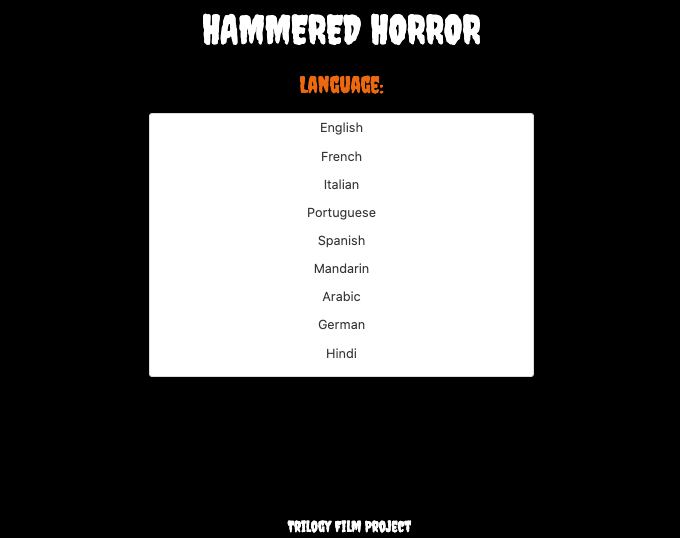 HAMMERED HORROR
LANGUAGE:
English
French
Italian
Portuguese
Spanish
Mandarin
Arabic
German
Hindi
TRILOGY FILM PROJECT